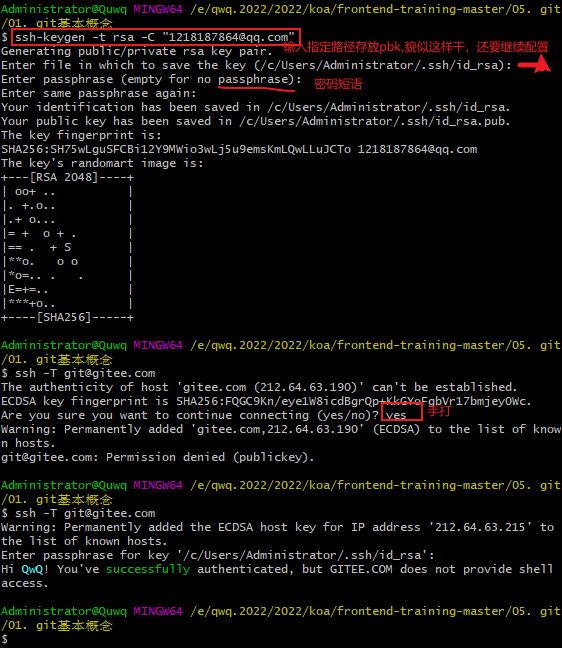 Administrator@Quwq MINGW64 /e/qwq.2022/2022/koa/frontend-training-master/05. git
/01. git基本概念
$ ssh-keygen -t rsa -C "1218187864@qq.com"
输入指定路径存放pbk,貌似这样干，还要继续配置
Generating public/private rsa key pair.
Enter file in which to save the key (/c/Users/Administrator/.ssh/id_rsa):
Enter passphrase (empty for no passphrase):
密码短语
Enter same passphrase again:
Your identification has been saved in /c/Users/Administrator/.ssh/id_rsa.
Your public key has been saved in /c/Users/Administrator/.ssh/id_rsa.pub.
The key fingerprint is:
SHA256:SH75wLguSFCBi12Y9MWio3wLj5u9emsKmLQwLLuJCTo 1218187864@qq.com
The key's randomart image is:
+---[RSA 2048]----+
| oo+ ..          |
|. +.o..          |
|.+ o...          |
|= +  o + .       |
|== .  + S        |
|**o.   o o       |
|*o=.. .   .      |
|E=+=..           |
|***+o..          |
+----[SHA256]-----+
Administrator@Quwq MINGW64 /e/qwq.2022/2022/koa/frontend-training-master/05. git
/01. git基本概念
$ ssh -T git@gitee.com
The authenticity of host 'gitee.com (212.64.63.190)' can't be established.
ECDSA key fingerprint is SHA256:FQGC9Kn/eye1W8icdBgrQp+KkGYoFgbVr17bmjeyOWc.
Are you sure you want to continue connecting (yes/no)? yes
手打
Warning: Permanently added 'gitee.com,212.64.63.190' (ECDSA) to the list of know
n hosts.
git@gitee.com: Permission denied (publickey).
Administrator@Quwq MINGW64 /e/qwq.2022/2022/koa/frontend-training-master/05. git
/01. git基本概念
$ ssh -T git@gitee.com
Warning: Permanently added the ECDSA host key for IP address '212.64.63.215' to
the list of known hosts.
Enter passphrase for key '/c/Users/Administrator/.ssh/id_rsa':
Hi QwQ! You've successfully authenticated, but GITEE.COM does not provide shell
access.
Administrator@Quwq MINGW64 /e/qwq.2022/2022/koa/frontend-training-master/05. git
/01. git基本概念
$